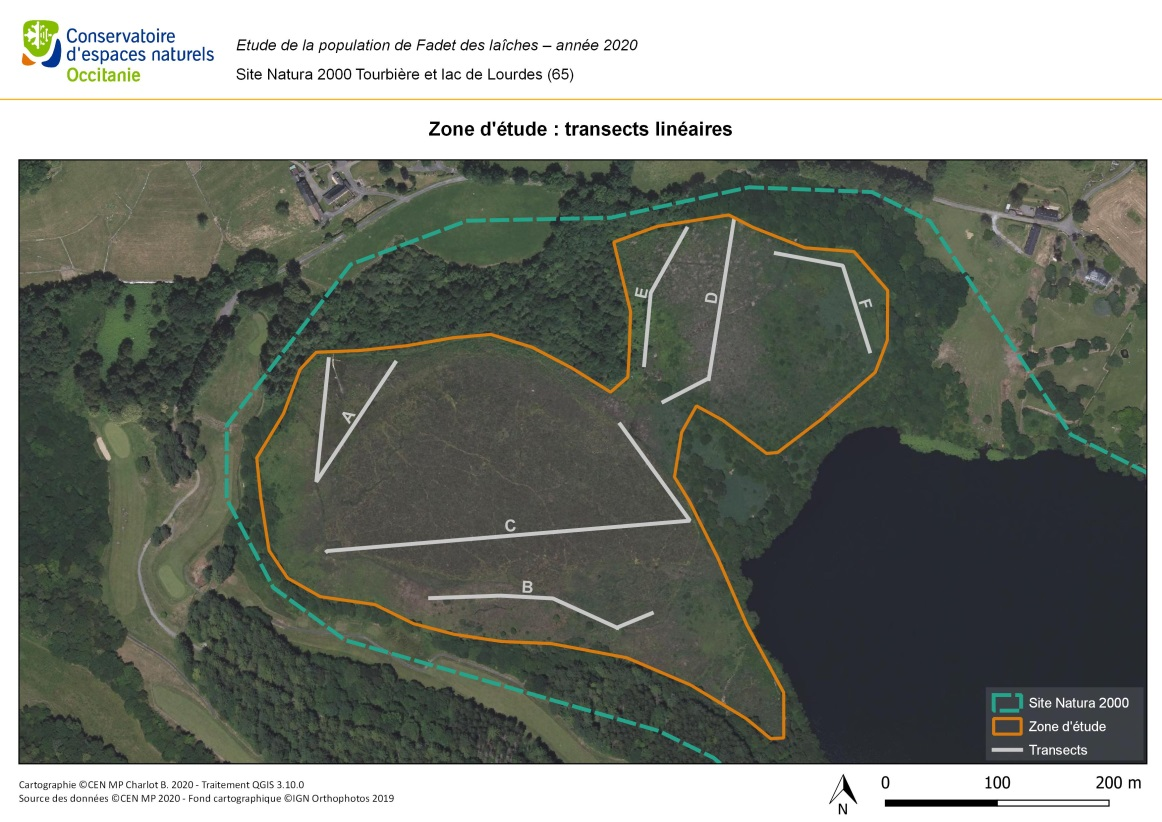 Conservatoire
d'espaces naturels
Occitanie
Etude de la population de Fadet des laîches – année 2020
Site Natura 2000 Tourbière et lac de Lourdes (65)
Zone d'étude : transects linéaires
E
D
F
A
C
B
Site Natura 2000
Zone d'étude
Transects
Cartographie ©CEN MP Charlot B. 2020 - Traitement QGIS 3.10.0
Source des données ©CEN MP 2020 - Fond cartographique ©IGN Orthophotos 2019
N
0 100 200 m